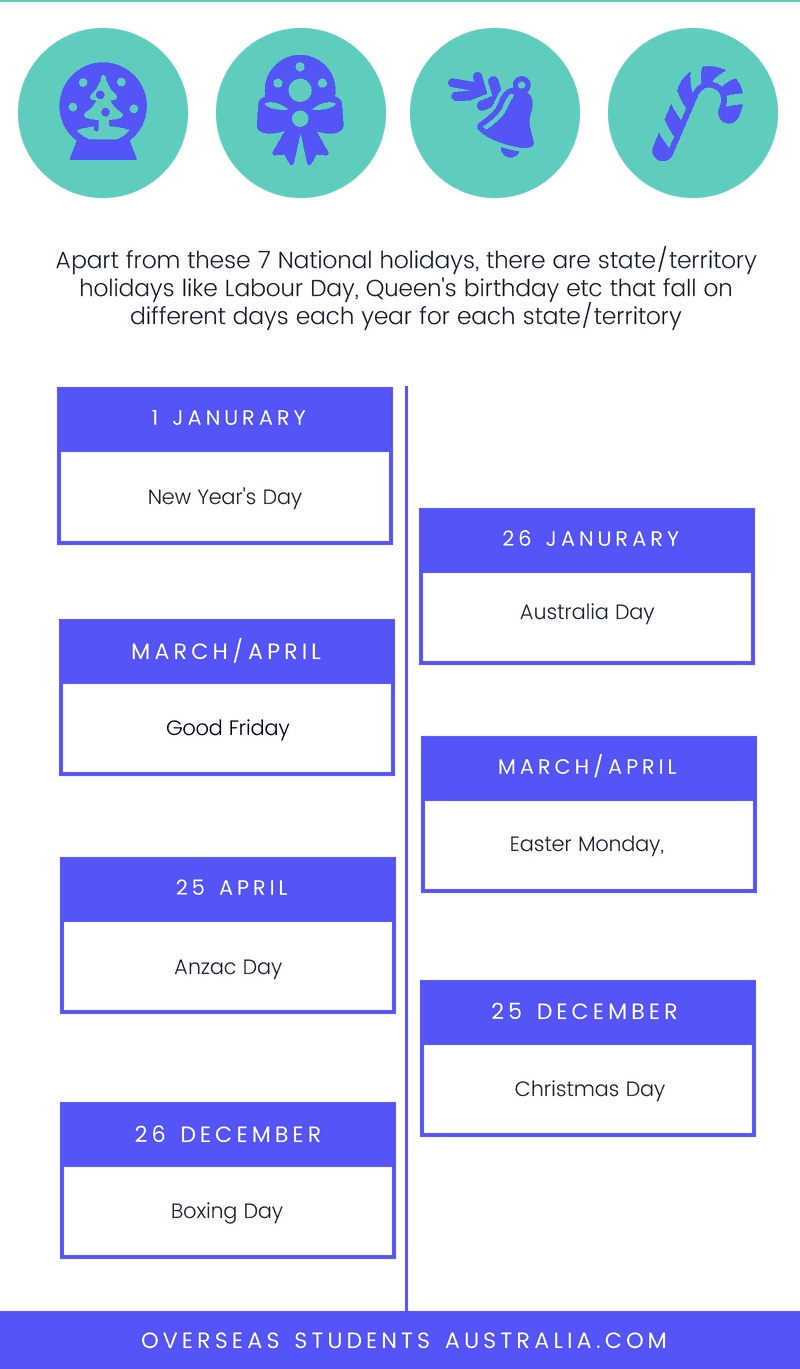 Apart from these 7 National holidays, there are state/territory
holidays like Labour Day, Queen's birthday etc that fall on
different days each year for each state/territory
1 JANURARY
New Year's Day
26 JANURARY
Australia Day
MARCH/APRIL
Good Friday
MARCH/APRIL
Easter Monday,
25 APRIL
Anzac Day
25 DECEMBER
Christmas Day
26 DECEMBER
Boxing Day
OVERSEAS STUDENTS AUSTRALIA.COM